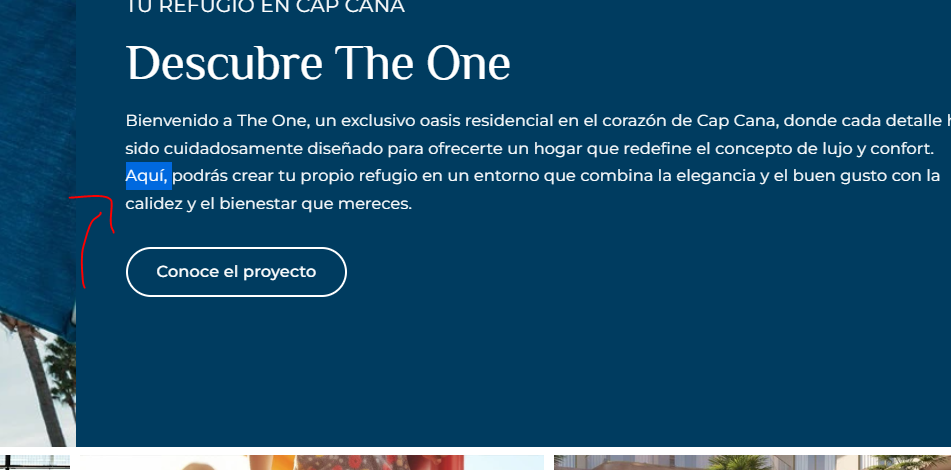 TU REFUGIO EN CAP CANA
Descubre The One
Bienvenido a The One, un exclusivo oasis residencial en el corazón de Cap Cana, donde cada detalle
sido cuidadosamente diseñado para ofrecerte un hogar que redefine el concepto de lujo y confort.
Aquí, podrás crear tu propio refugio en un entorno que combina la elegancia y el buen gusto con la
calidez y el bienestar que mereces.
Conoce el proyecto